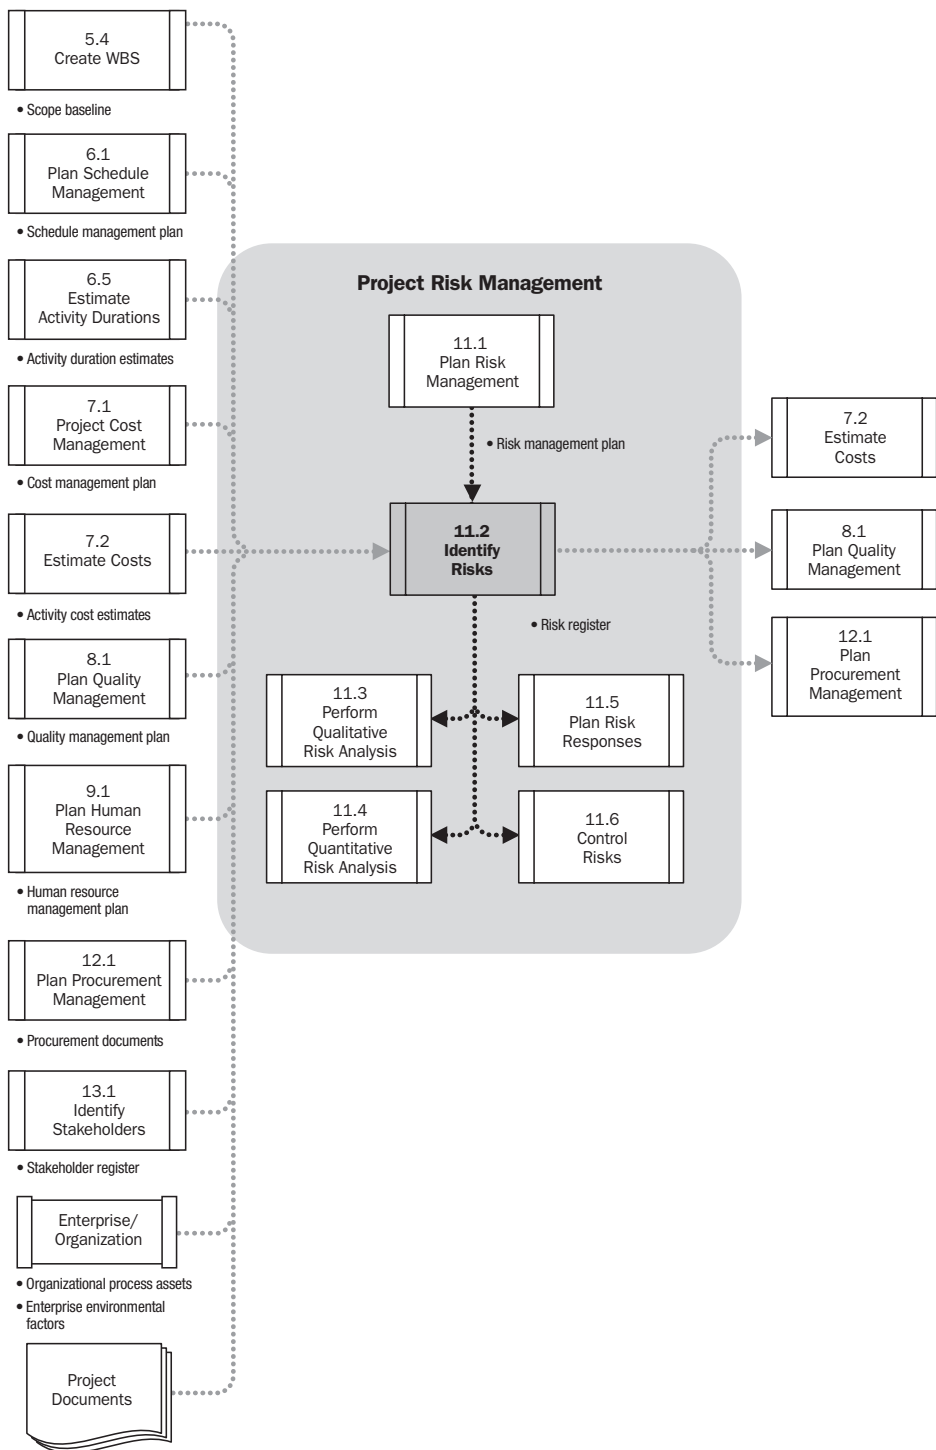 5.4
Create WBS
• Scope baseline
6.1
Plan Schedule
Management
• Schedule management plan
6.5
Estimate
Activity Durations
• Activity duration estimates
7.1
Project Cost
Management
• Cost management plan
7.2
Estimate Costs
• Activity cost estimates
8.1
Plan Quality
Management
• Quality management plan
9.1
Plan Human
Resource
Management
• Human resource
management plan
12.1
Plan Procurement
Management
• Procurement documents
13.1
Identify
Stakeholders
• Stakeholder register
Enterprise/
Organization
• Organizational process assets
• Enterprise environmental
factors
Project
Documents
Project Risk Management
11.1
Plan Risk
Management
• Risk management plan
11.2
Identify
Risks
• Risk register
11.3
Perform
Qualitative
Risk Analysis
11.5
Plan Risk
Responses
11.4
Perform
Quantitative
Risk Analysis
11.6
Control
Risks
7.2
Estimate
Costs
8.1
Plan Quality
Management
12.1
Plan
Procurement
Management